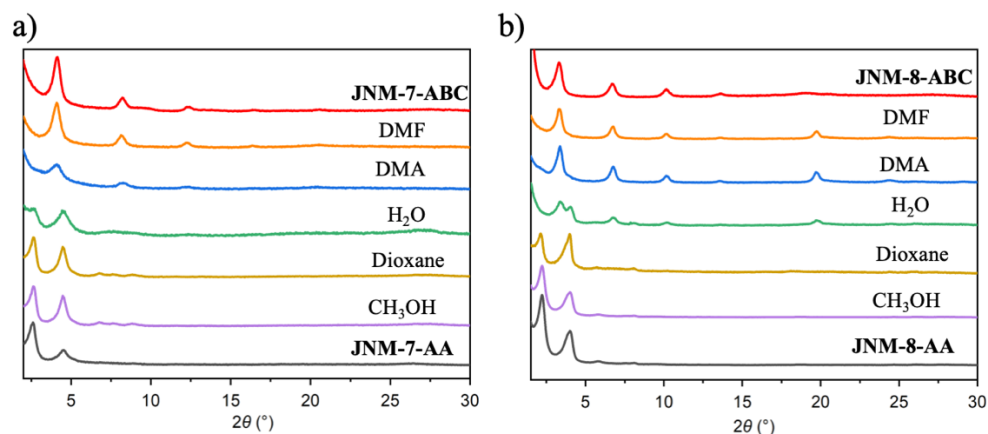 a)
JNM-7-ABC
DMF
DMA
H₂O
Dioxane
CH₃OH
JNM-7-AA
5 10 15 20 25 30
2θ (°)
b)
JNM-8-ABC
DMF
DMA
H₂O
Dioxane
CH₃OH
JNM-8-AA
5 10 15 20 25 30
2θ (°)